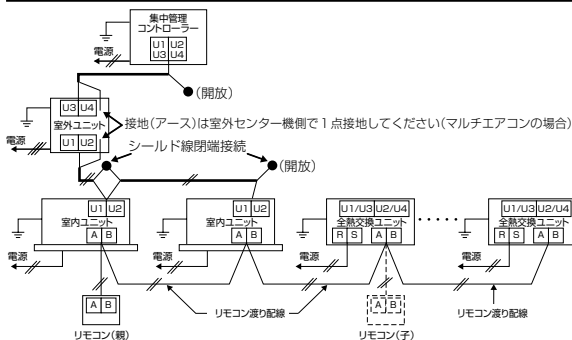 集中管理
コントローラー
U1 U2
U3 U4
電源
(開放)
U3 U4
室外ユニット
接地(アース)は室外センター機側で1点接地してください(マルチエアコンの場合)
電源
U1 U2
シールド線閉端接続
(開放)
U1 U2
室内ユニット
A B
電源
U1 U2
室内ユニット
A B
電源
U1/U3 U2/U4
全熱交換ユニット
R S
A B
電源
U1/U3 U2/U4
全熱交換ユニット
R S
A B
電源
A B
リモコン(親)
リモコン渡り配線
A B
リモコン(子)
リモコン渡り配線